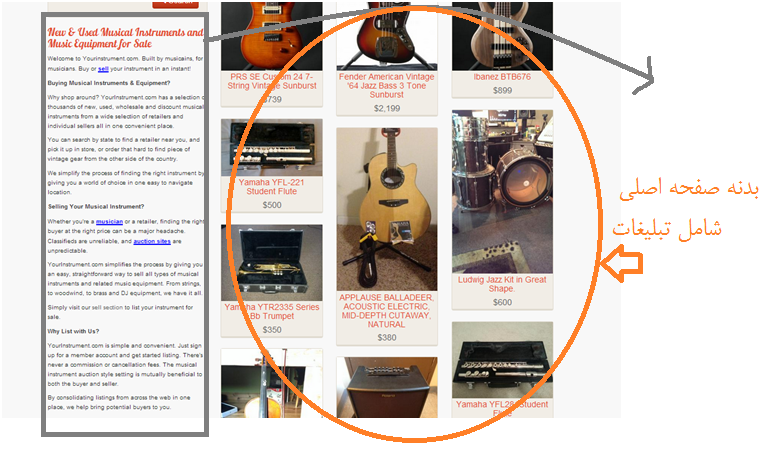 New & Used Musical Instruments and
Music Equipment for Sale
Welcome to YourInstrument.com. Built by musicains, for
musicians. Buy or sell your instrument in an instant!
Buying Musical Instruments & Equipment?
Why shop around? YourInstrument.com has a selection o
thousands of new, used, wholesale and discount musical
instruments from a wide selection of retailers and
individual sellers all in one convenient place.
You can search by state to find a retailer near you, and
pick it up in store, or order that hard to find piece of
vintage gear from the other side of the country.
We simplify the process of finding the right instrument by
giving you a world of choice in one easy to navigate
location.
Selling Your Musical Instrument?
Whether you're a musician or a retailer, finding the right
buyer at the right price can be a major headache.
Classifieds are unreliable, and auction sites are
unpredictable.
YourInstrument.com simplifies the process by giving you
an easy, straightforward way to sell all types of musical
instruments and related music equipment. From strings,
to woodwind, to brass and DJ equipment, we have it all.
Simply visit our sell section to list your instrument for
sale.
Why List with Us?
YourInstrument.com is simple and convenient. Just sign
up for a member account and get started listing. There's
never a commission or cancellation fees. The musical
instrument auction style setting is mutually beneficial to
both the buyer and seller.
By consolidating listings from across the web in one
place, we help bring potential buyers to you.
PRS SE Custom 24 7-
String Vintage Sunburst
$739
Yamaha YFL-221
Student Flute
$500
Yamaha YTR2335 Series
Bb Trumpet
$350
Fender American Vintage
'64 Jazz Bass 3 Tone
Sunburst
$2,199
APPLAUSE BALLADEER,
ACOUSTIC ELECTRIC,
MID-DEPTH CUTAWAY,
NATURAL
$380
Ibanez BTB676
$899
Ludwig Jazz Kit in Great
Shape.
$600
Yamaha YFL28 Student
بدنه صفحه اصلی
شامل تبلیغات